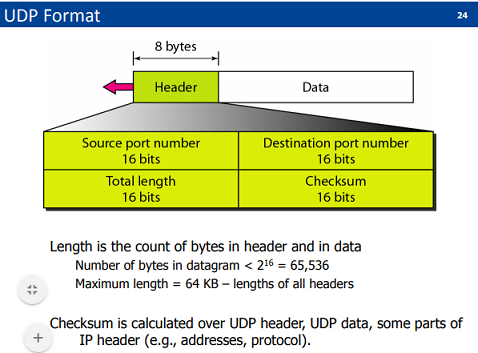 UDP Format
24
8 bytes
Header
Data
Source port number
16 bits
Destination port number
16 bits
Total length
16 bits
Checksum
16 bits
Length is the count of bytes in header and in data
Number of bytes in datagram < 2¹⁶ = 65,536
Maximum length = 64 KB – lengths of all headers
Checksum is calculated over UDP header, UDP data, some parts of
IP header (e.g., addresses, protocol).